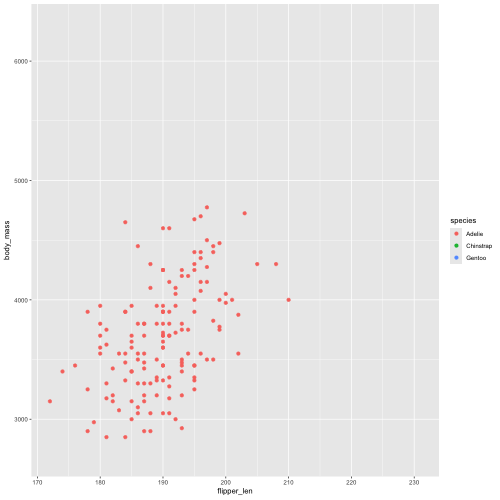 6000
5000
4000
3000
body_mass
170 180 190 200 210 220 230
flipper_len
species
Adelie
Chinstrap
Gentoo